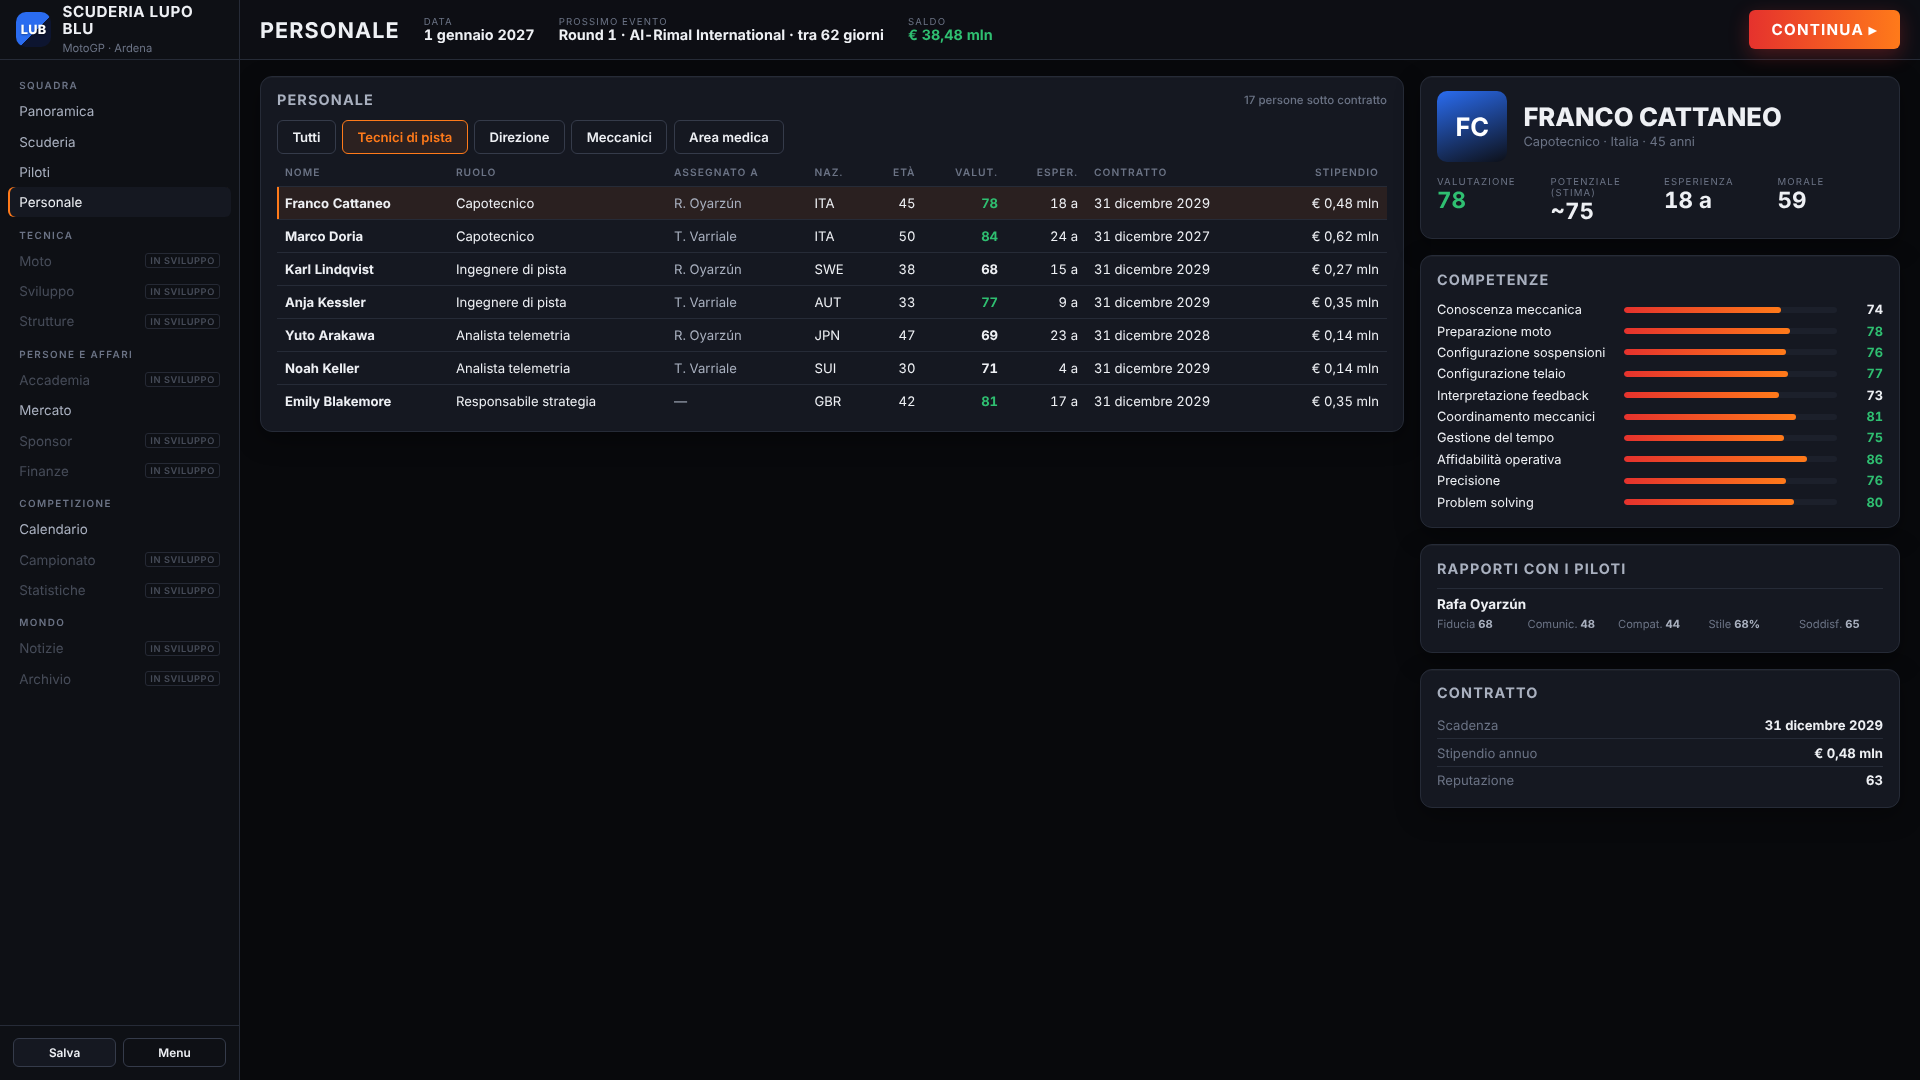 LUB
SCUDERIA LUPO
BLU
MotoGP · Ardena
PERSONALE
DATA
1 gennaio 2027
PROSSIMO EVENTO
Round 1 · Al-Rimal International · tra 62 giorni
SALDO
€ 38,48 mln
CONTINUA ▸
SQUADRA
Panoramica
Scuderia
Piloti
Personale
TECNICA
Moto IN SVILUPPO
Sviluppo IN SVILUPPO
Strutture IN SVILUPPO
PERSONE E AFFARI
Accademia IN SVILUPPO
Mercato
Sponsor IN SVILUPPO
Finanze IN SVILUPPO
COMPETIZIONE
Calendario
Campionato IN SVILUPPO
Statistiche IN SVILUPPO
MONDO
Notizie IN SVILUPPO
Archivio IN SVILUPPO
Salva Menu
PERSONALE
17 persone sotto contratto
Tutti Tecnici di pista Direzione Meccanici Area medica
NOME RUOLO ASSEGNATO A NAZ. ETÀ VALUT. ESPER. CONTRATTO STIPENDIO
Franco Cattaneo Capotecnico R. Oyarzún ITA 45 78 18 a 31 dicembre 2029 € 0,48 mln
Marco Doria Capotecnico T. Varriale ITA 50 84 24 a 31 dicembre 2027 € 0,62 mln
Karl Lindqvist Ingegnere di pista R. Oyarzún SWE 38 68 15 a 31 dicembre 2029 € 0,27 mln
Anja Kessler Ingegnere di pista T. Varriale AUT 33 77 9 a 31 dicembre 2029 € 0,35 mln
Yuto Arakawa Analista telemetria R. Oyarzún JPN 47 69 23 a 31 dicembre 2028 € 0,14 mln
Noah Keller Analista telemetria T. Varriale SUI 30 71 4 a 31 dicembre 2029 € 0,14 mln
Emily Blakemore Responsabile strategia — GBR 42 81 17 a 31 dicembre 2029 € 0,35 mln
FC
FRANCO CATTANEO
Capotecnico · Italia · 45 anni
VALUTAZIONE
78
POTENZIALE
(STIMA)
~75
ESPERIENZA
18 a
MORALE
59
COMPETENZE
Conoscenza meccanica 74
Preparazione moto 78
Configurazione sospensioni 76
Configurazione telaio 77
Interpretazione feedback 73
Coordinamento meccanici 81
Gestione del tempo 75
Affidabilità operativa 86
Precisione 76
Problem solving 80
RAPPORTI CON I PILOTI
Rafa Oyarzún
Fiducia 68 Comunic. 48 Compat. 44 Stile 68% Soddisf. 65
CONTRATTO
Scadenza 31 dicembre 2029
Stipendio annuo € 0,48 mln
Reputazione 63